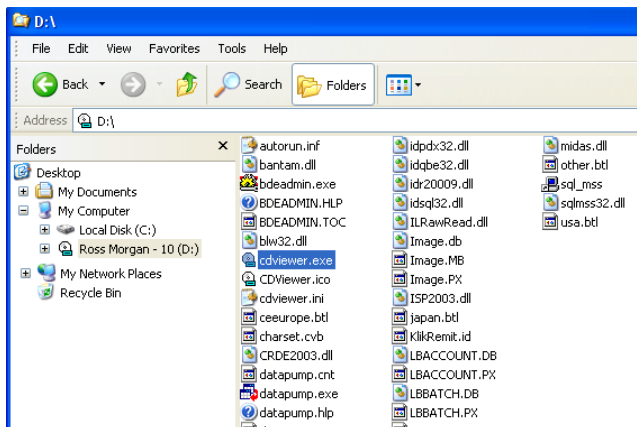 D:\
File Edit View Favorites Tools Help
Back Search Folders
Address D:\
Folders
Desktop
My Documents
My Computer
Local Disk (C:)
Ross Morgan - 10 (D:)
My Network Places
Recycle Bin
autorun.inf
bantam.dll
bdeadmin.exe
BDEADMIN.HLP
BDEADMIN.TOC
blw32.dll
cdviewer.exe
CDViewer.ico
cdviewer.ini
ceeurope.btl
charset.cvb
CRDE2003.dll
datapump.cnt
datapump.exe
datapump.hlp
idpdx32.dll
idqbe32.dll
idr20009.dll
idsql32.dll
ILRawRead.dll
Image.db
Image.MB
Image.PX
ISP2003.dll
japan.btl
KlikRemit.id
LBACCOUNT.DB
LBACCOUNT.PX
LBBATCH.DB
LBBATCH.PX
midas.dll
other.btl
sql_mss
sqlmss32.dll
usa.btl